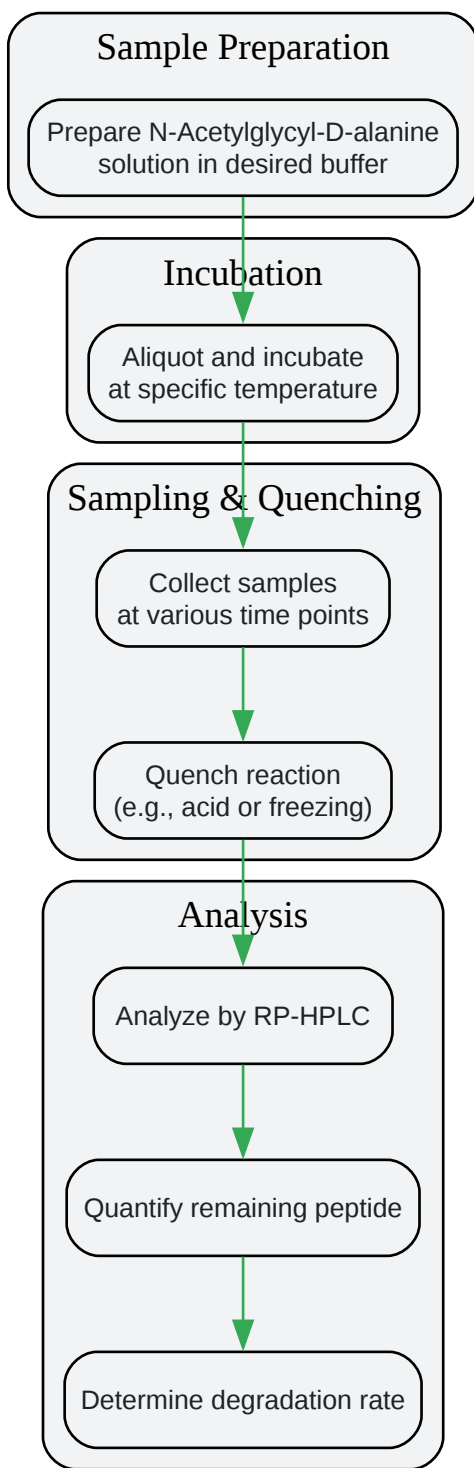 Sample Preparation
Prepare N-Acetylglycyl-D-alanine
solution in desired buffer
Incubation
Aliquot and incubate
at specific temperature
Sampling & Quenching
Collect samples
at various time points
Quench reaction
(e.g., acid or freezing)
Analysis
Analyze by RP-HPLC
Quantify remaining peptide
Determine degradation rate